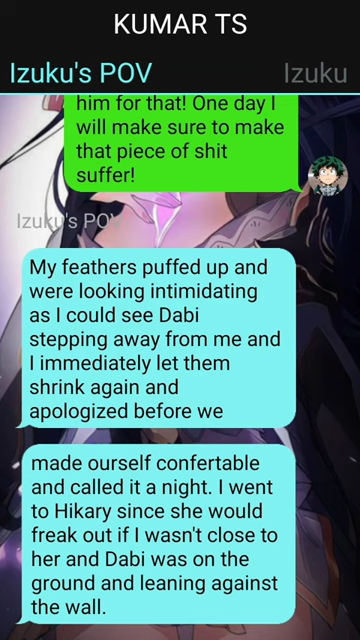 KUMAR TS
Izuku's POV
Izuku
him for that! One day I
will make sure to make
that piece of shit
suffer!
Izuku's POV
My feathers puffed up and
were looking intimidating
as I could see Dabi
stepping away from me and
I immediately let them
shrink again and
apologized before we
made ourself confertable
and called it a night. I went
to Hikary since she would
freak out if I wasn't close to
her and Dabi was on the
ground and leaning against
the wall.